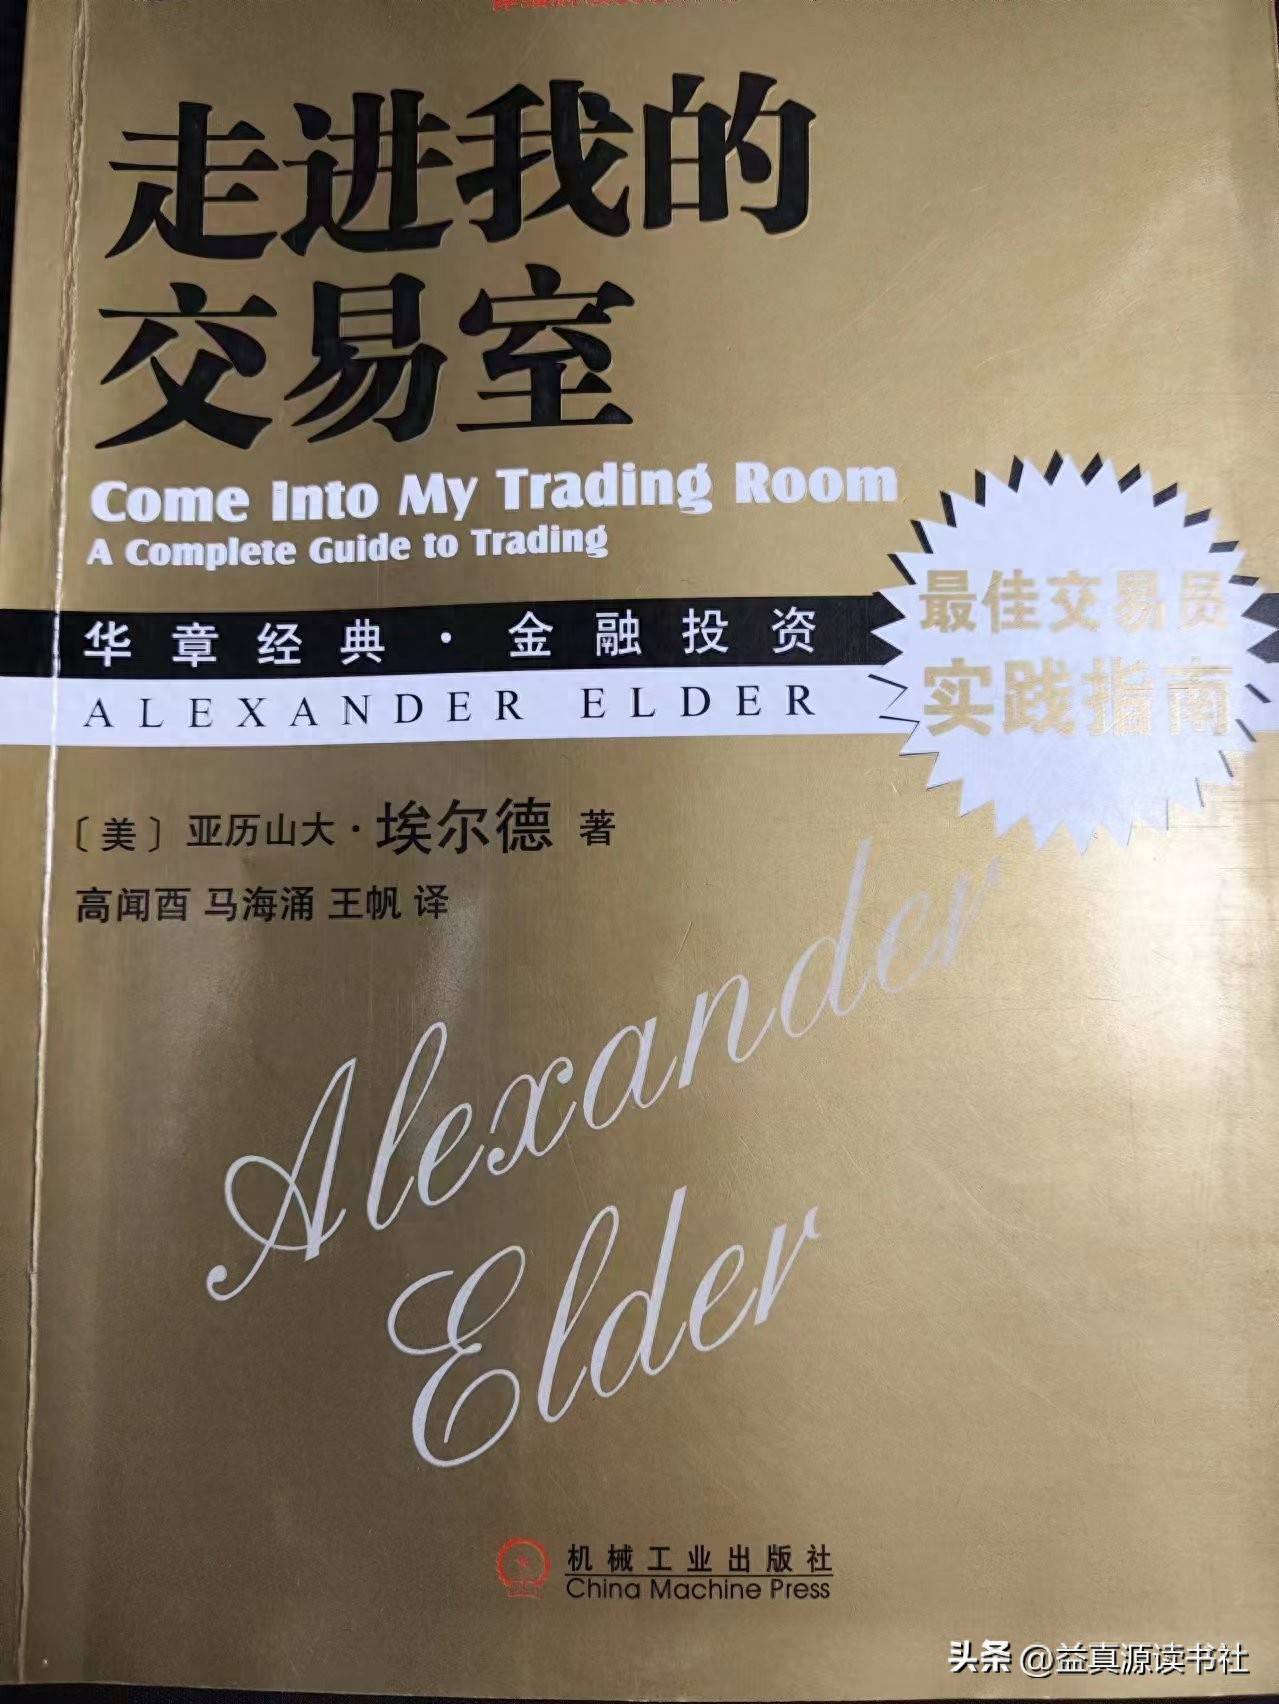 走进我的
交易室
Come Into My Trading Room
A Complete Guide to Trading
最佳交易员
实践指南
华章经典·金融投资
ALEXANDER ELDER
〔美〕亚历山大·埃尔德 著
高闻酉 马海涌 王帆 译
Alexander
Elder
机械工业出版社
China Machine Press
头条 @益真源读书社